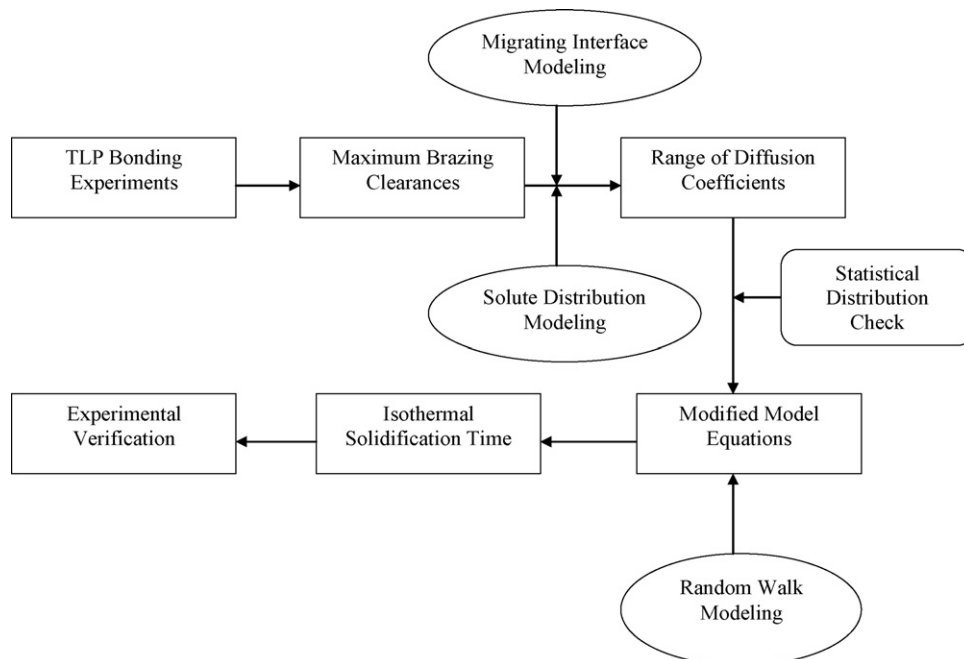 Migrating Interface
Modeling
TLP Bonding
Experiments
Maximum Brazing
Clearances
Range of Diffusion
Coefficients
Solute Distribution
Modeling
Statistical
Distribution
Check
Experimental
Verification
Isothermal
Solidification Time
Modified Model
Equations
Random Walk
Modeling